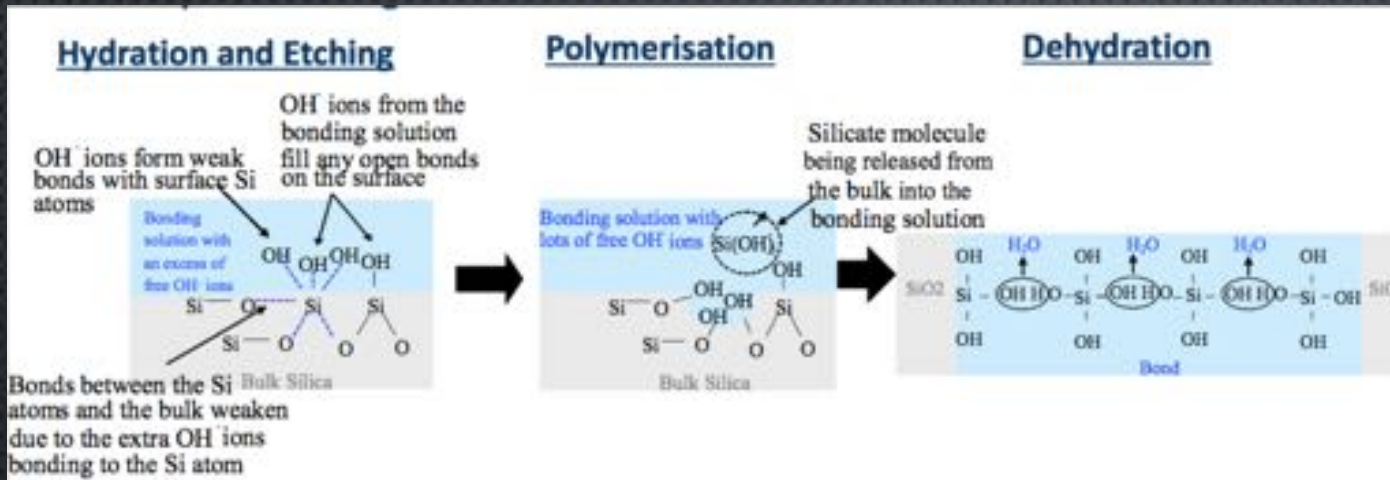 Hydration and Etching
OH⁻ ions form weak
bonds with surface Si
atoms
OH⁻ ions from the
bonding solution
fill any open bonds
on the surface
Bonding
solution with
an excess of
free OH⁻ ions
OH OH OH OH
Si O Si Si
Si O O O
Bulk Silica
Bonds between the Si
atoms and the bulk weaken
due to the extra OH⁻ ions
bonding to the Si atom
Polymerisation
Silicate molecule
being released from
the bulk into the
bonding solution
Bonding solution with
lots of free OH⁻ ions
Si(OH)
OH
Si O OH OH OH Si
Si O O O
Bulk Silica
Dehydration
H₂O H₂O H₂O
OH OH OH OH
SiO2 Si - OH HO - Si - OH HO - Si - OH HO - Si - OH
OH OH OH OH
Bond